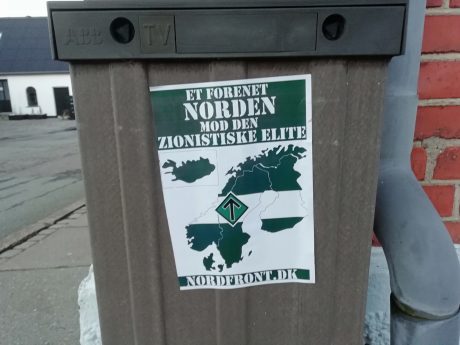 ABB TV
ET FORENET
NORDEN
MOD DEN
ZIONISTISKE ELITE
NORDFRONT.DK